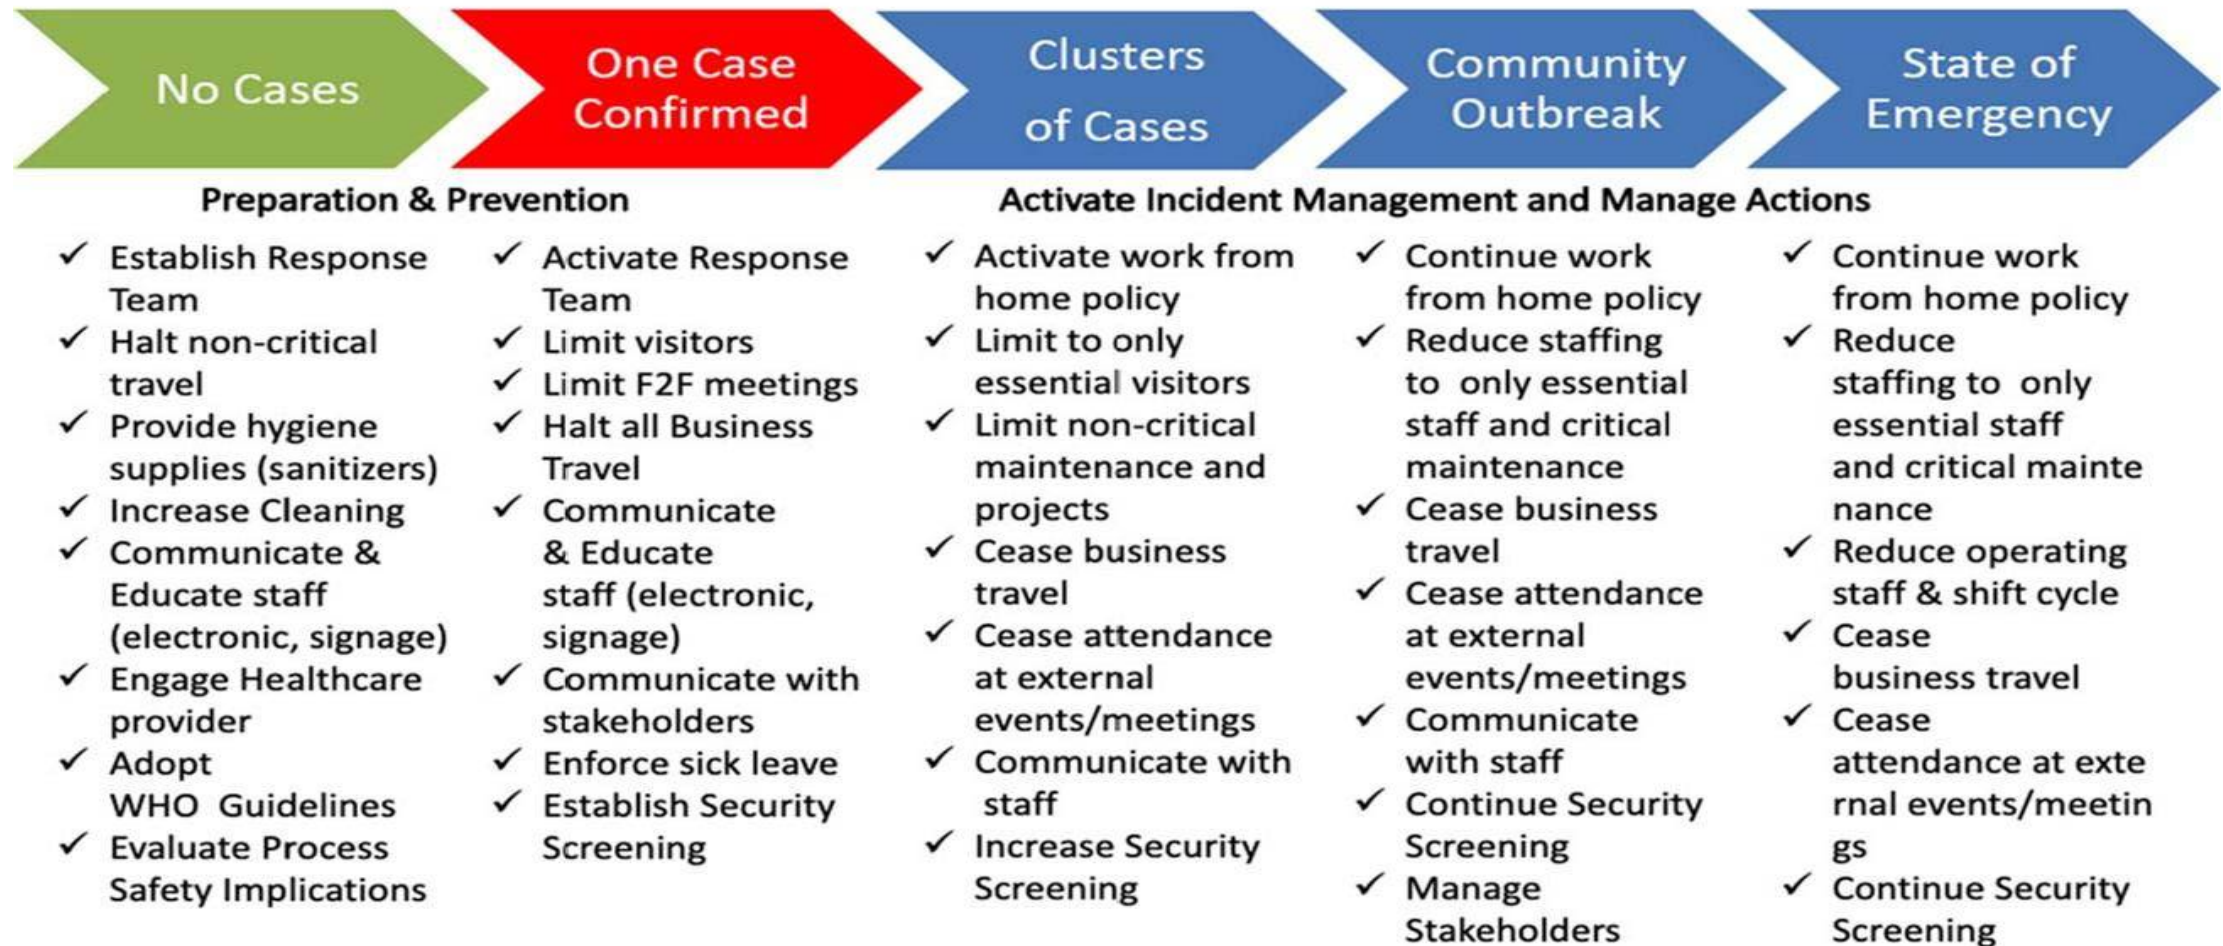 No Cases
One Case
Confirmed
Clusters
of Cases
Community
Outbreak
State of
Emergency
Preparation & Prevention
Activate Incident Management and Manage Actions
✓ Establish Response
Team
✓ Halt non-critical
travel
✓ Provide hygiene
supplies (sanitizers)
✓ Increase Cleaning
✓ Communicate &
Educate staff
(electronic, signage)
✓ Engage Healthcare
provider
✓ Adopt
WHO Guidelines
✓ Evaluate Process
Safety Implications
✓ Activate Response
Team
✓ Limit visitors
✓ Limit F2F meetings
✓ Halt all Business
Travel
✓ Communicate
& Educate
staff (electronic,
signage)
✓ Communicate with
stakeholders
✓ Enforce sick leave
✓ Establish Security
Screening
✓ Activate work from
home policy
✓ Limit to only
essential visitors
✓ Limit non-critical
maintenance and
projects
✓ Cease business
travel
✓ Cease attendance
at external
events/meetings
✓ Communicate with
staff
✓ Increase Security
Screening
✓ Continue work
from home policy
✓ Reduce staffing
to only essential
staff and critical
maintenance
✓ Cease business
travel
✓ Cease attendance
at external
events/meetings
✓ Communicate
with staff
✓ Continue Security
Screening
✓ Manage
Stakeholders
✓ Continue work
from home policy
✓ Reduce
staffing to only
essential staff
and critical mainte
nance
✓ Reduce operating
staff & shift cycle
✓ Cease
business travel
✓ Cease
attendance at exte
rnal events/meetin
gs
✓ Continue Security
Screening